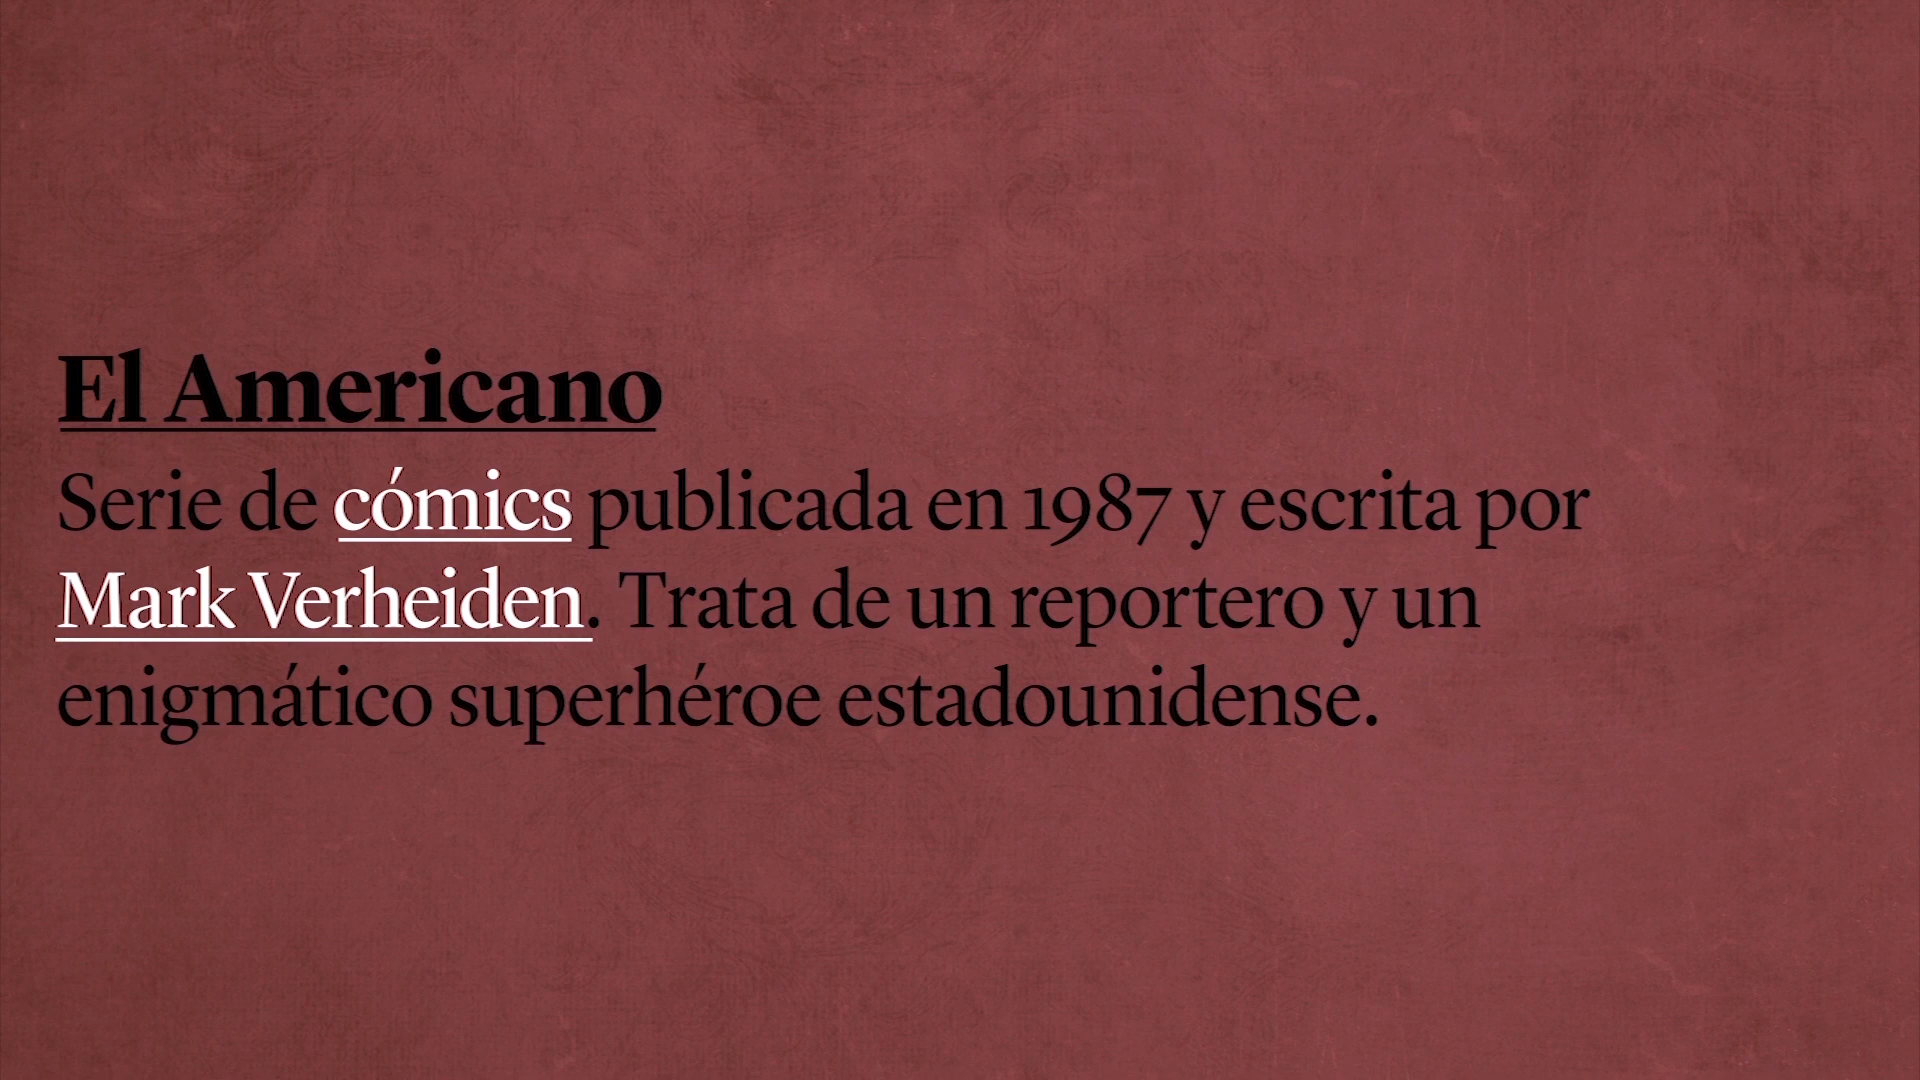 El Americano
Serie de cómics publicada en 1987 y escrita por
Mark Verheiden. Trata de un reportero y un
enigmático superhéroe estadounidense.